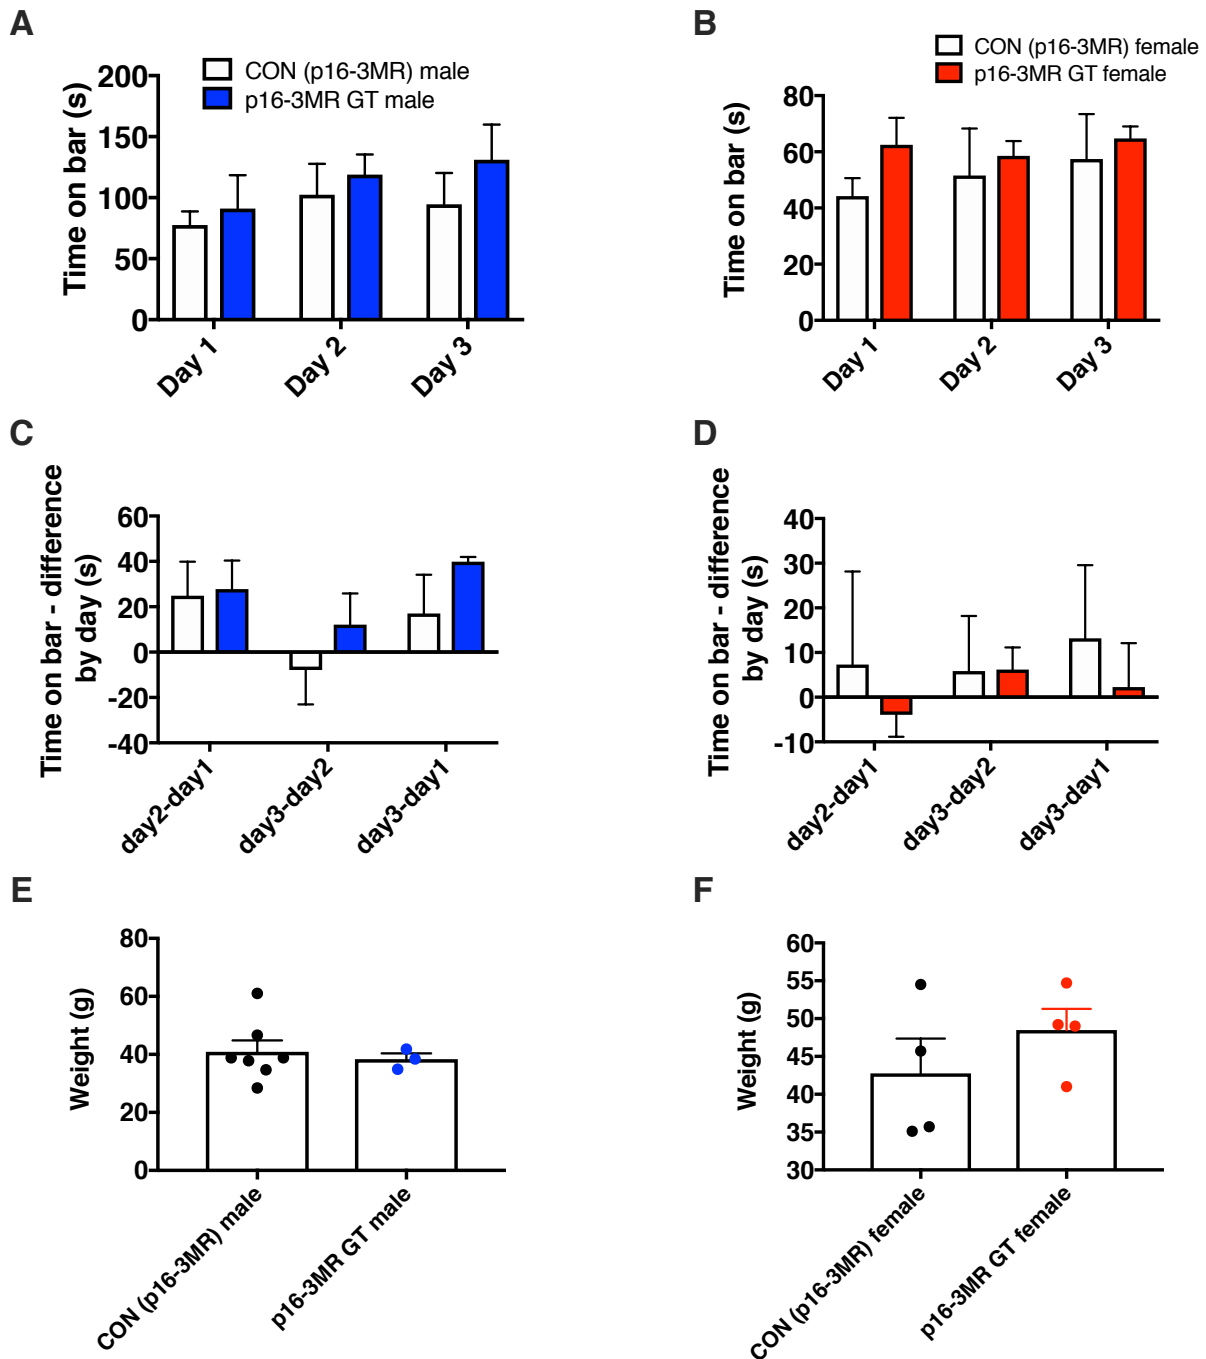 A
CON (p16-3MR) male
p16-3MR GT male
Time on bar (s)
200
150
100
50
0
Day 1
Day 2
Day 3
B
CON (p16-3MR) female
p16-3MR GT female
Time on bar (s)
80
60
40
20
0
Day 1
Day 2
Day 3
C
Time on bar - difference
by day (s)
60
40
20
0
-20
-40
day2-day1
day3-day2
day3-day1
D
Time on bar - difference
by day (s)
40
30
20
10
0
-10
day2-day1
day3-day2
day3-day1
E
Weight (g)
80
60
40
20
0
CON (p16-3MR) male
p16-3MR GT male
F
Weight (g)
60
55
50
45
40
35
30
CON (p16-3MR) female
p16-3MR GT female